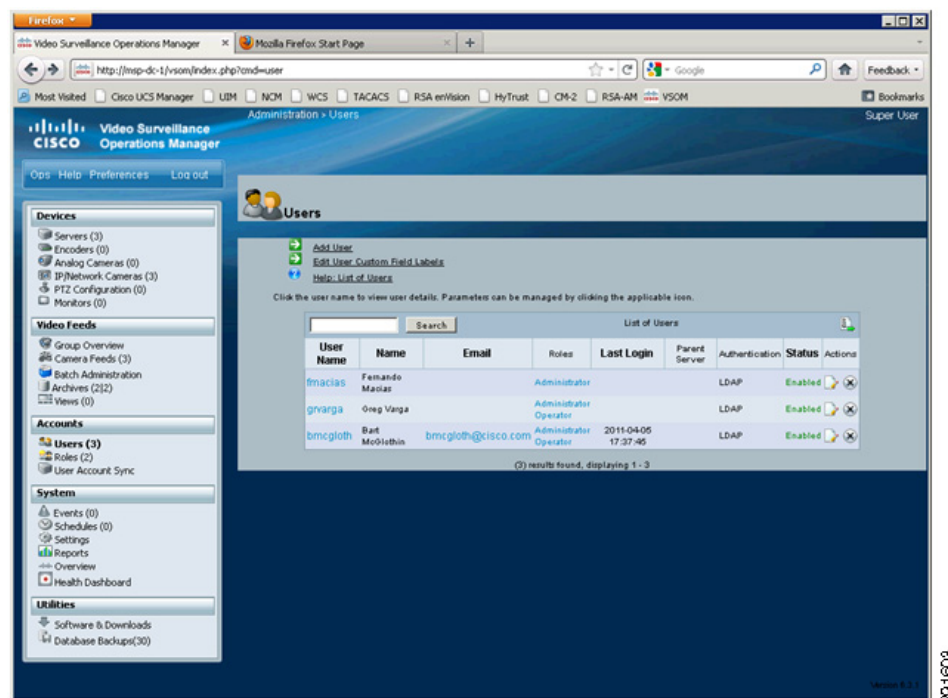 Firefox
Video Surveillance Operations Manager
Mozilla Firefox Start Page
http://msp-dc-1/vsom/index.php?cmd=user
Google
Feedback
Most Visited
Cisco UCS Manager
UIM
NCM
WCS
TACACS
RSA enVision
HyTrust
CM-2
RSA-AM
VSOM
Bookmarks
CISCO
Video Surveillance
Operations Manager
Administration > Users
Super User
Ops Help Preferences Log out
Devices
Servers (3)
Encoders (0)
Analog Cameras (0)
IP/Network Cameras (3)
PTZ Configuration (0)
Monitors (0)
Video Feeds
Group Overview
Camera Feeds (3)
Batch Administration
Archives (2|2)
Views (0)
Accounts
Users (3)
Roles (2)
User Account Sync
System
Events (0)
Schedules (0)
Settings
Reports
Overview
Health Dashboard
Utilities
Software & Downloads
Database Backups(30)
Users
Add User
Edit User Custom Field Labels
Help: List of Users
Click the user name to view user details. Parameters can be managed by cliking the applicable icon.
Search
List of Users
User Name Name Email Roles Last Login Parent Server Authentication Status Actions
fmacias Fernando Macias Administrator LDAP Enabled
grvarga Greg Varga Administrator Operator LDAP Enabled
bmcgloth Bart McGlothin bmcgloth@cisco.com Administrator Operator 2011-04-05 17:37:45 LDAP Enabled
(3) results found, displaying 1 - 3